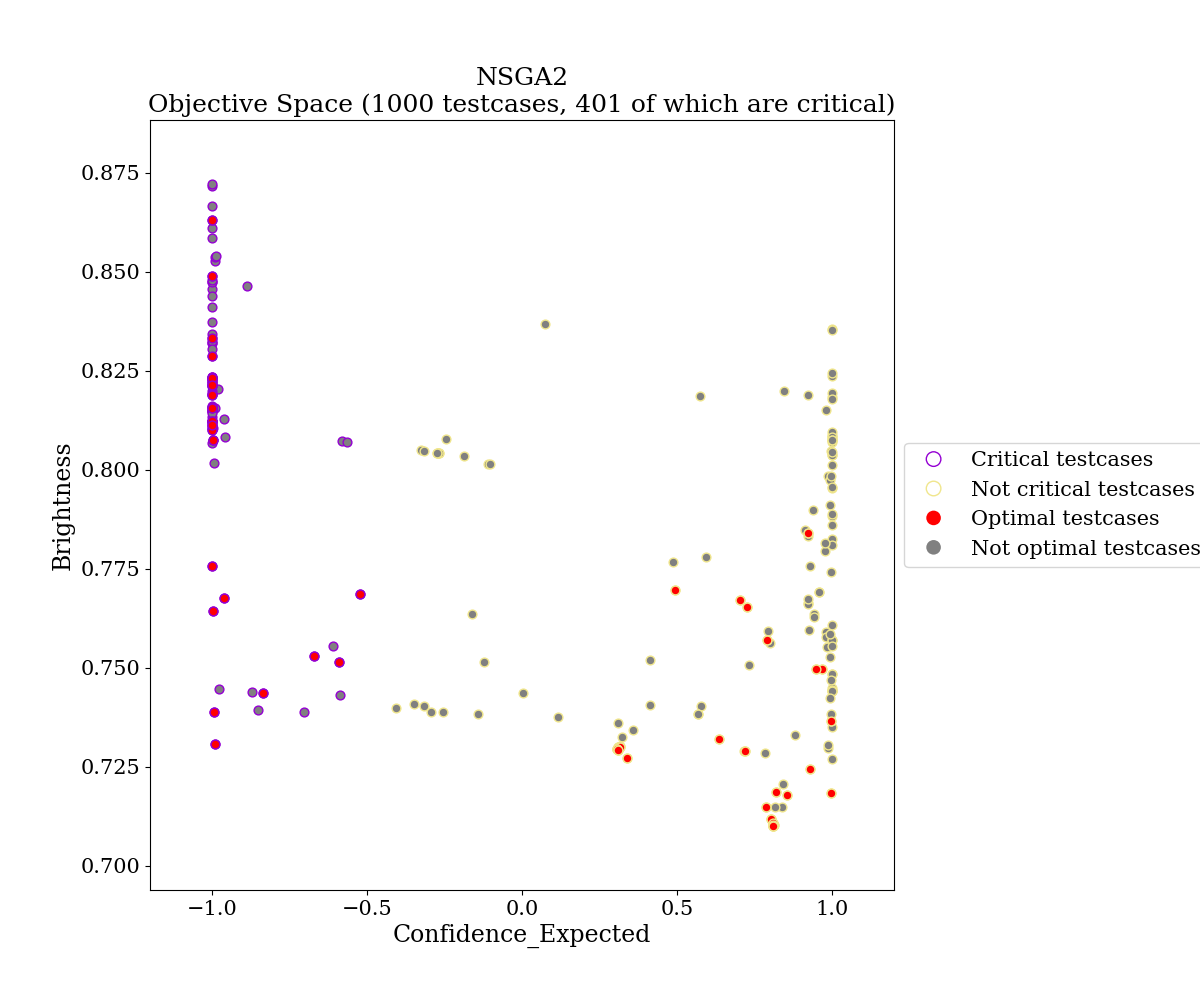 NSGA2
Objective Space (1000 testcases, 401 of which are critical)
0.875
0.850
0.825
0.800
0.775
0.750
0.725
0.700
Brightness
−1.0
−0.5
0.0
0.5
1.0
Confidence_Expected
Critical testcases
Not critical testcases
Optimal testcases
Not optimal testcases